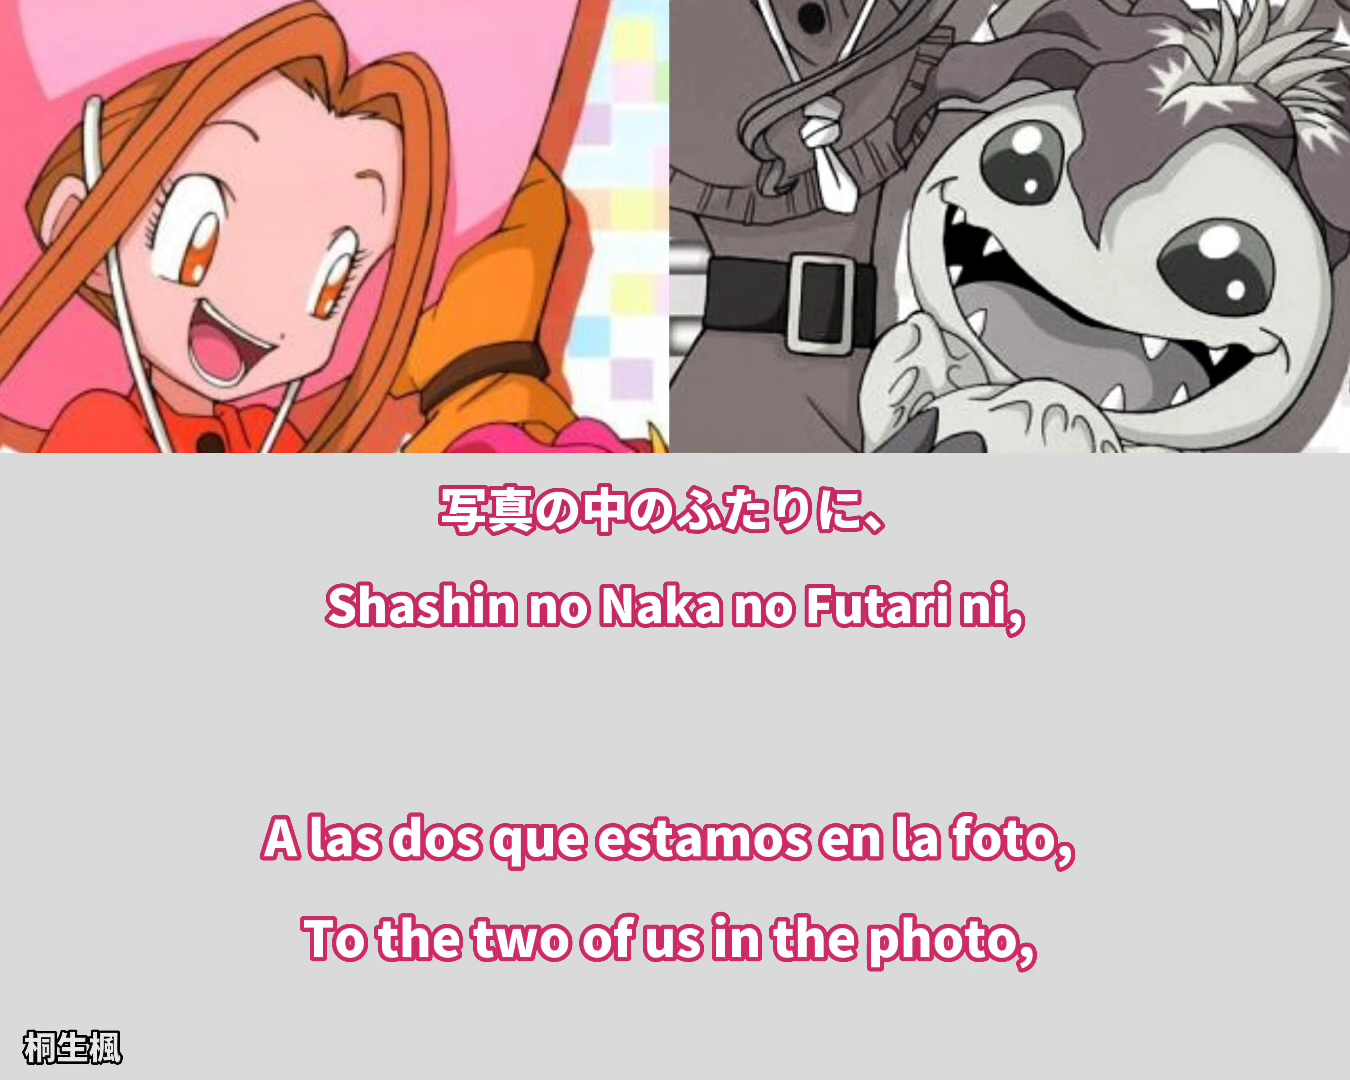 写真の中のふたりに、
Shashin no Naka no Futari ni,
A las dos que estamos en la foto,
To the two of us in the photo,
桐生楓